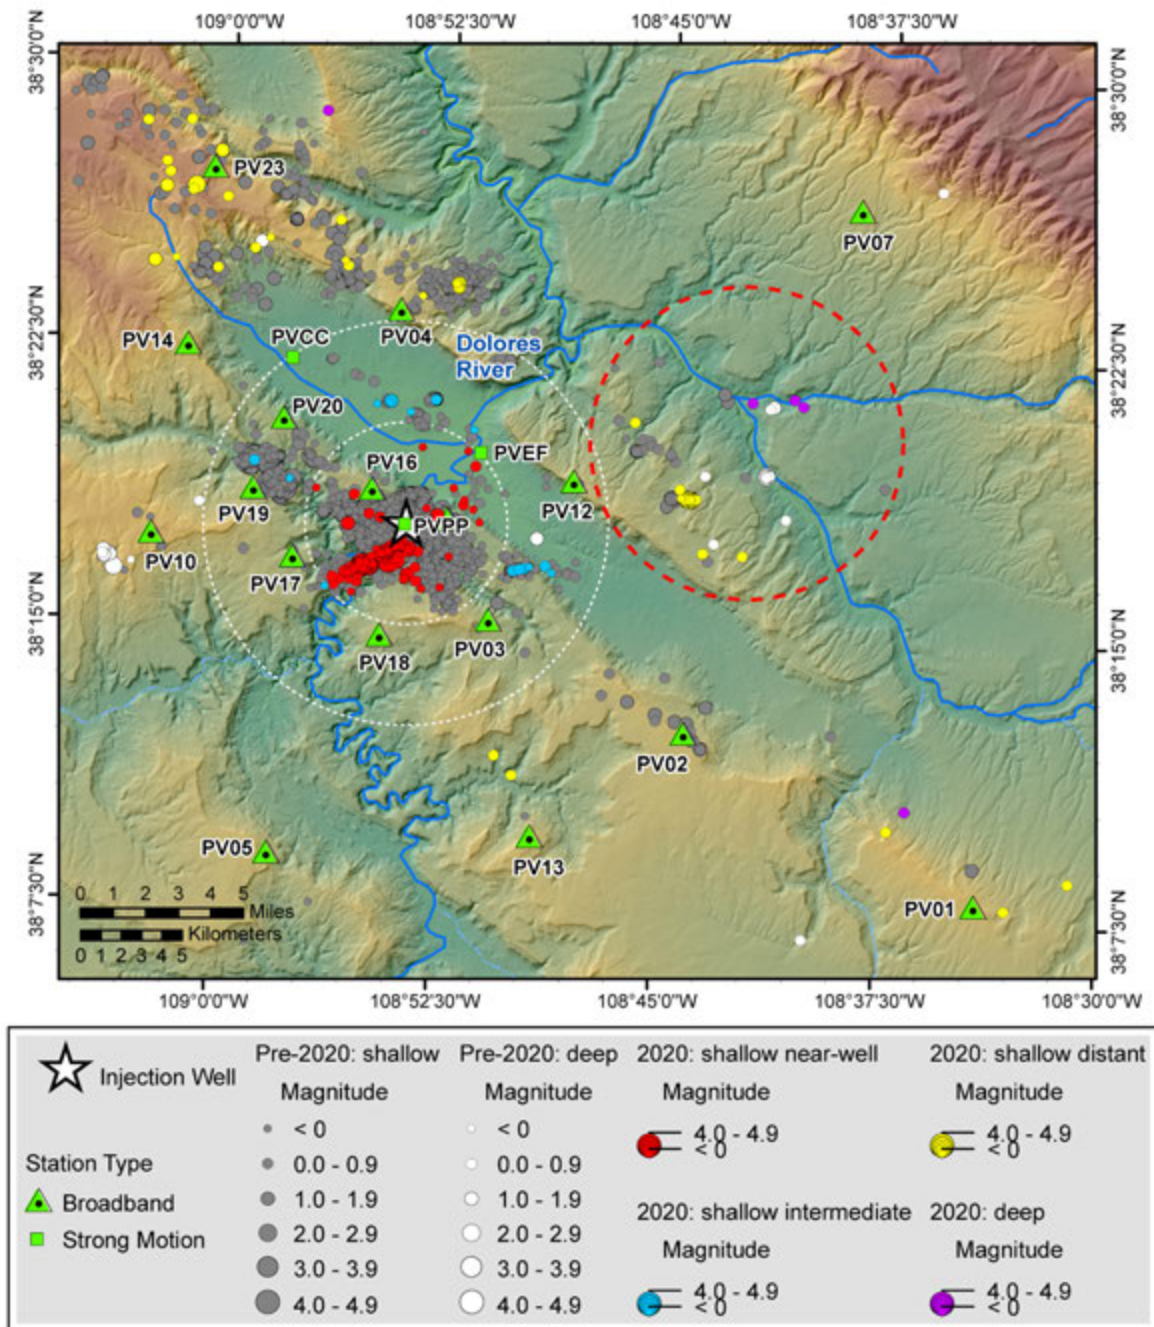 109°0'0"W 108°52'30"W 108°45'0"W 108°37'30"W
38°30'0"N
38°30'0"N
PV23
PV07
PV04
PVCC
PV14
38°22'30"N
38°22'30"N
Dolores
River
PV20
PVEF
PV16
PV19
PV12
PVPP
PV10
PV17
38°15'0"N
38°15'0"N
PV18
PV03
PV02
PV05
PV13
PV01
38°7'30"N
38°7'30"N
0 1 2 3 4 5
Miles
Kilometers
0 1 2 3 4 5
109°0'0"W 108°52'30"W 108°45'0"W 108°37'30"W 108°30'0"W
Injection Well
Station Type
Broadband
Strong Motion
Pre-2020: shallow
Magnitude
< 0
0.0 - 0.9
1.0 - 1.9
2.0 - 2.9
3.0 - 3.9
4.0 - 4.9
Pre-2020: deep
Magnitude
< 0
0.0 - 0.9
1.0 - 1.9
2.0 - 2.9
3.0 - 3.9
4.0 - 4.9
2020: shallow near-well
Magnitude
4.0 - 4.9
< 0
2020: shallow intermediate
Magnitude
4.0 - 4.9
< 0
2020: shallow distant
Magnitude
4.0 - 4.9
< 0
2020: deep
Magnitude
4.0 - 4.9
< 0